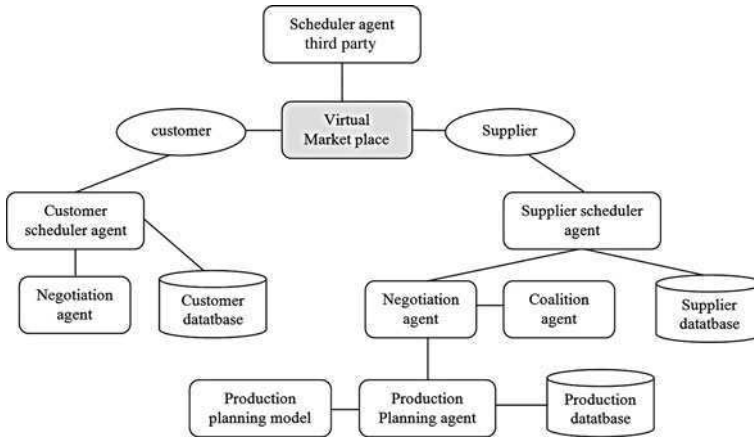 Scheduler agent
third party
customer
Virtual
Market place
Supplier
Customer
scheduler agent
Supplier scheduler
agent
Negotiation
agent
Customer
datatbase
Negotiation
agent
Coalition
agent
Supplier
datatbase
Production
planning model
Production
Planning agent
Production
datatbase